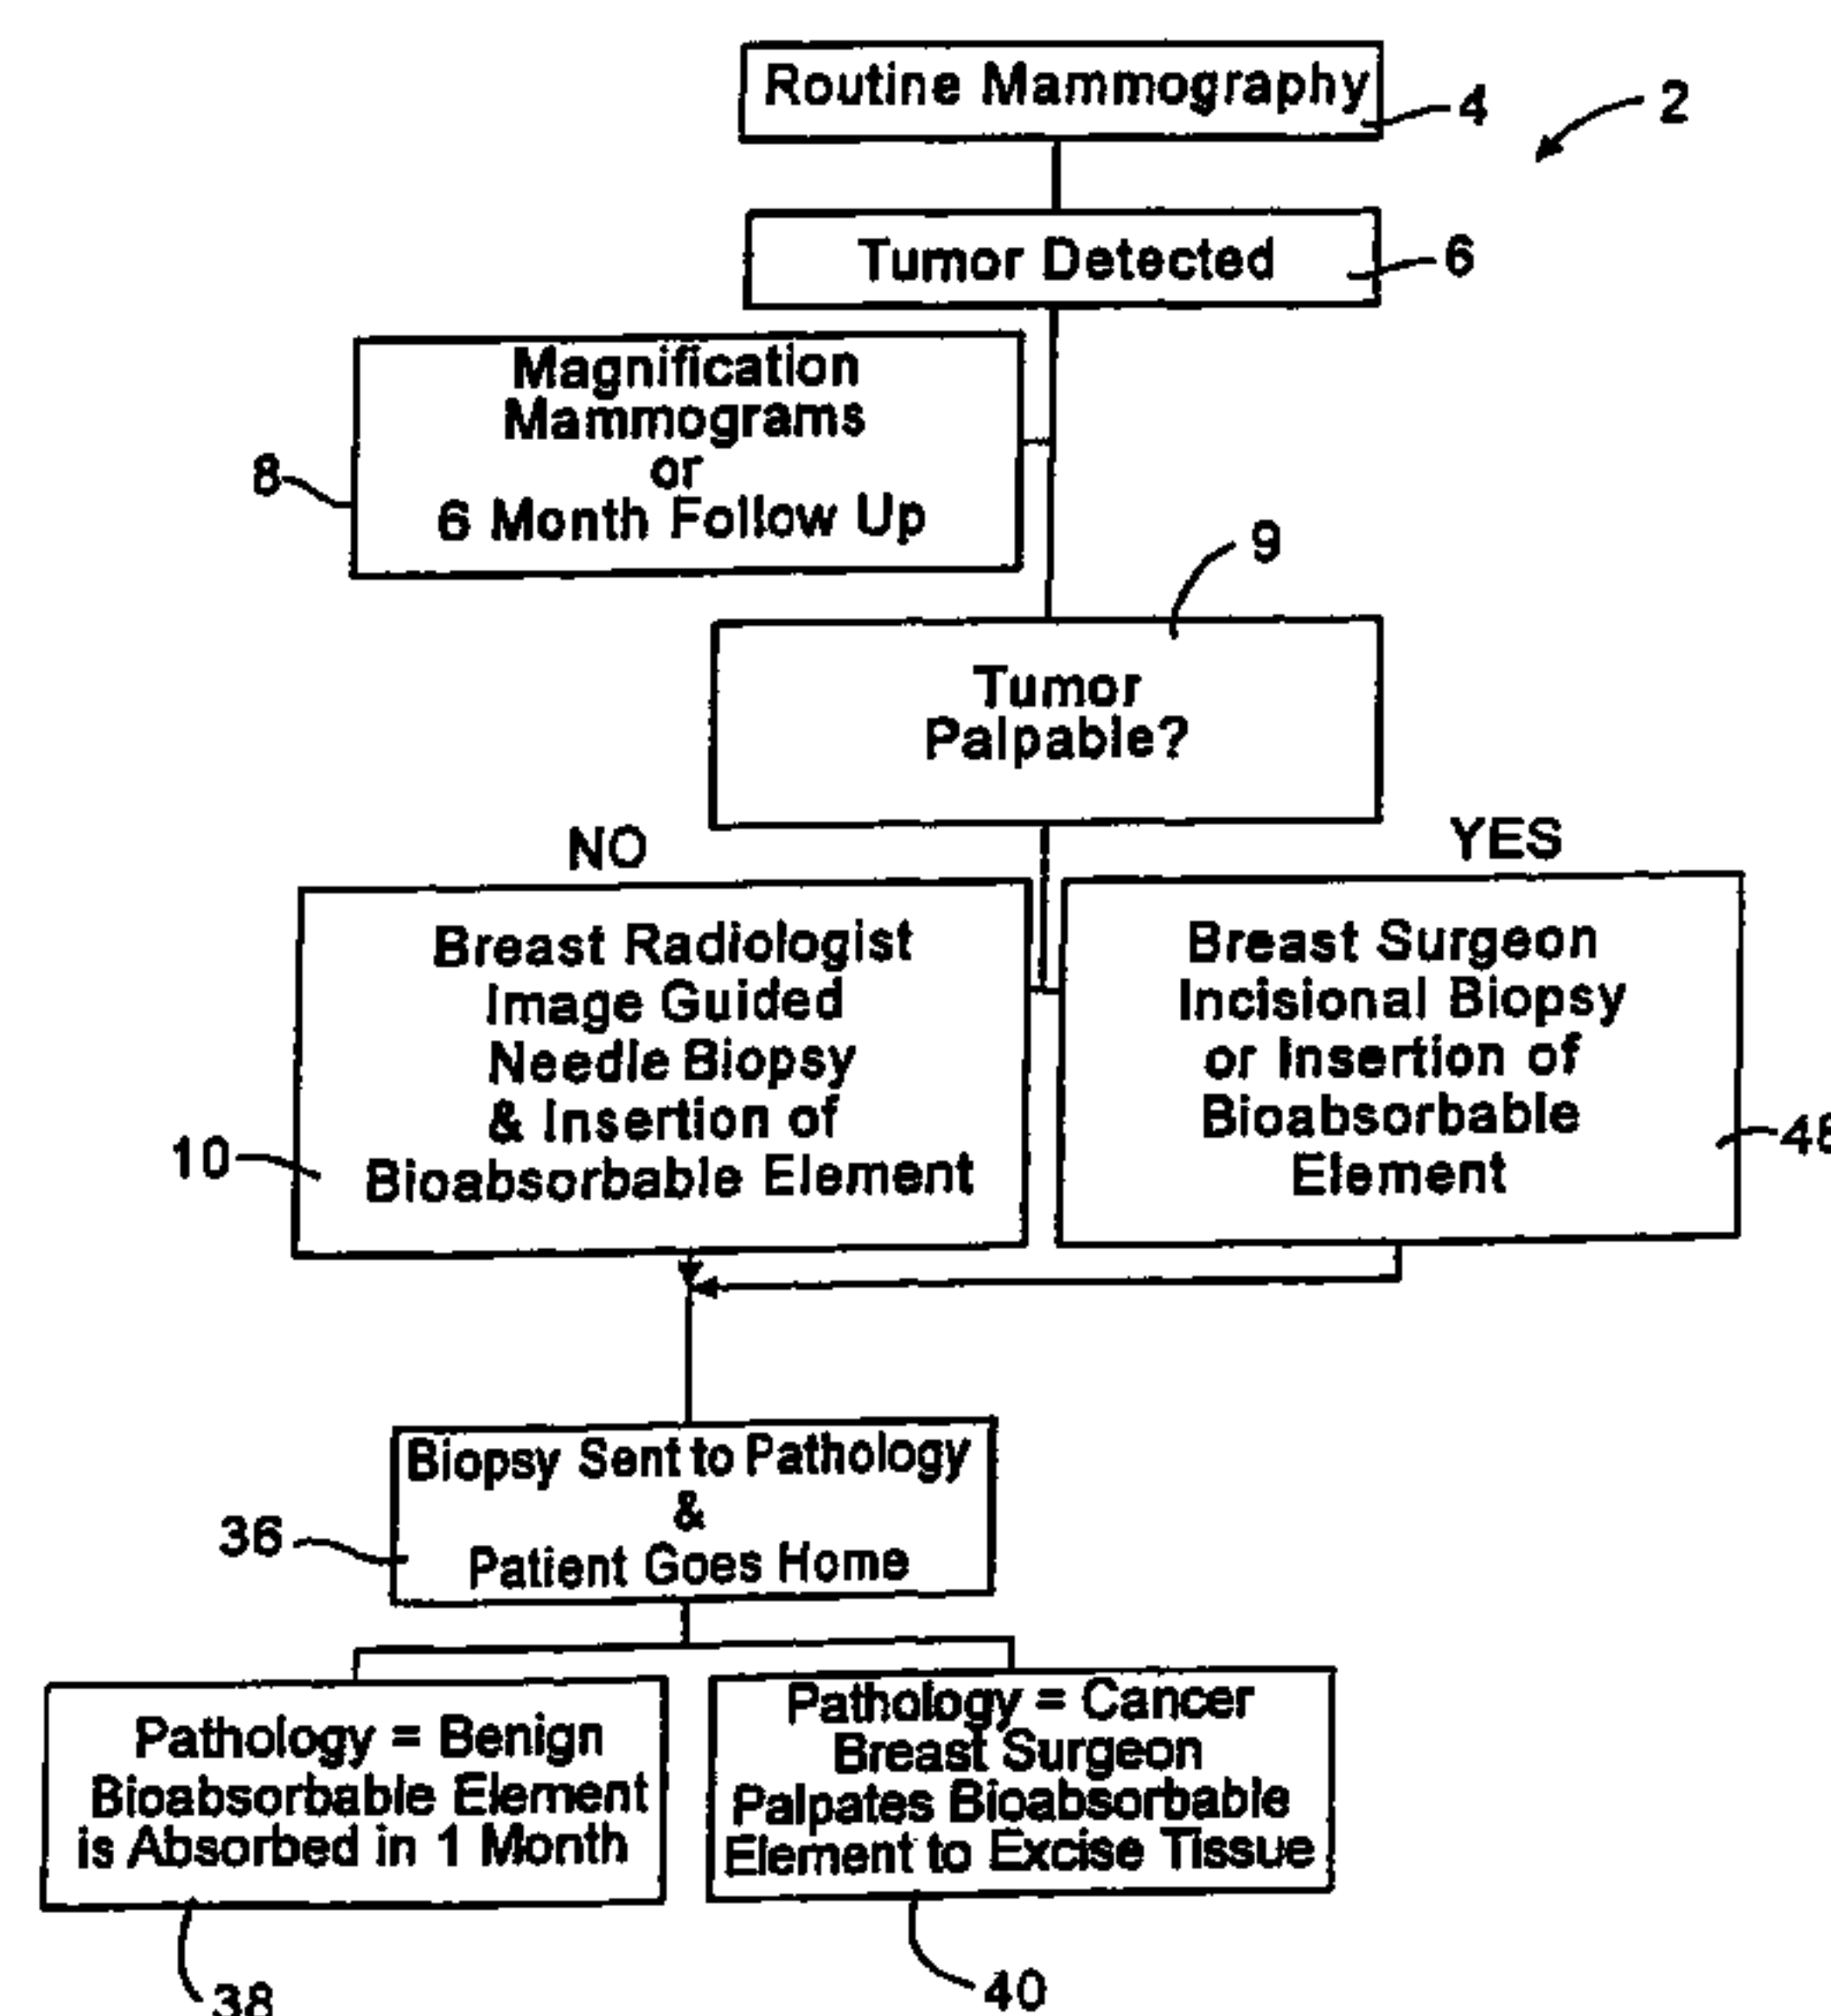 Routine Mammography
4
2
Tumor Detected
6
Magnification
Mammograms
or
6 Month Follow Up
8
9
Tumor
Palpable?
NO
YES
Breast Radiologist
Image Guided
Needle Biopsy
& Insertion of
Bioabsorbable Element
10
Breast Surgeon
Incisional Biopsy
or Insertion of
Bioabsorbable
Element
Biopsy Sent to Pathology
&
Patient Goes Home
36
Pathology = Benign
Bioabsorbable Element
is Absorbed in 1 Month
38
Pathology = Cancer
Breast Surgeon
Palpates Bioabsorbable
Element to Excise Tissue
40